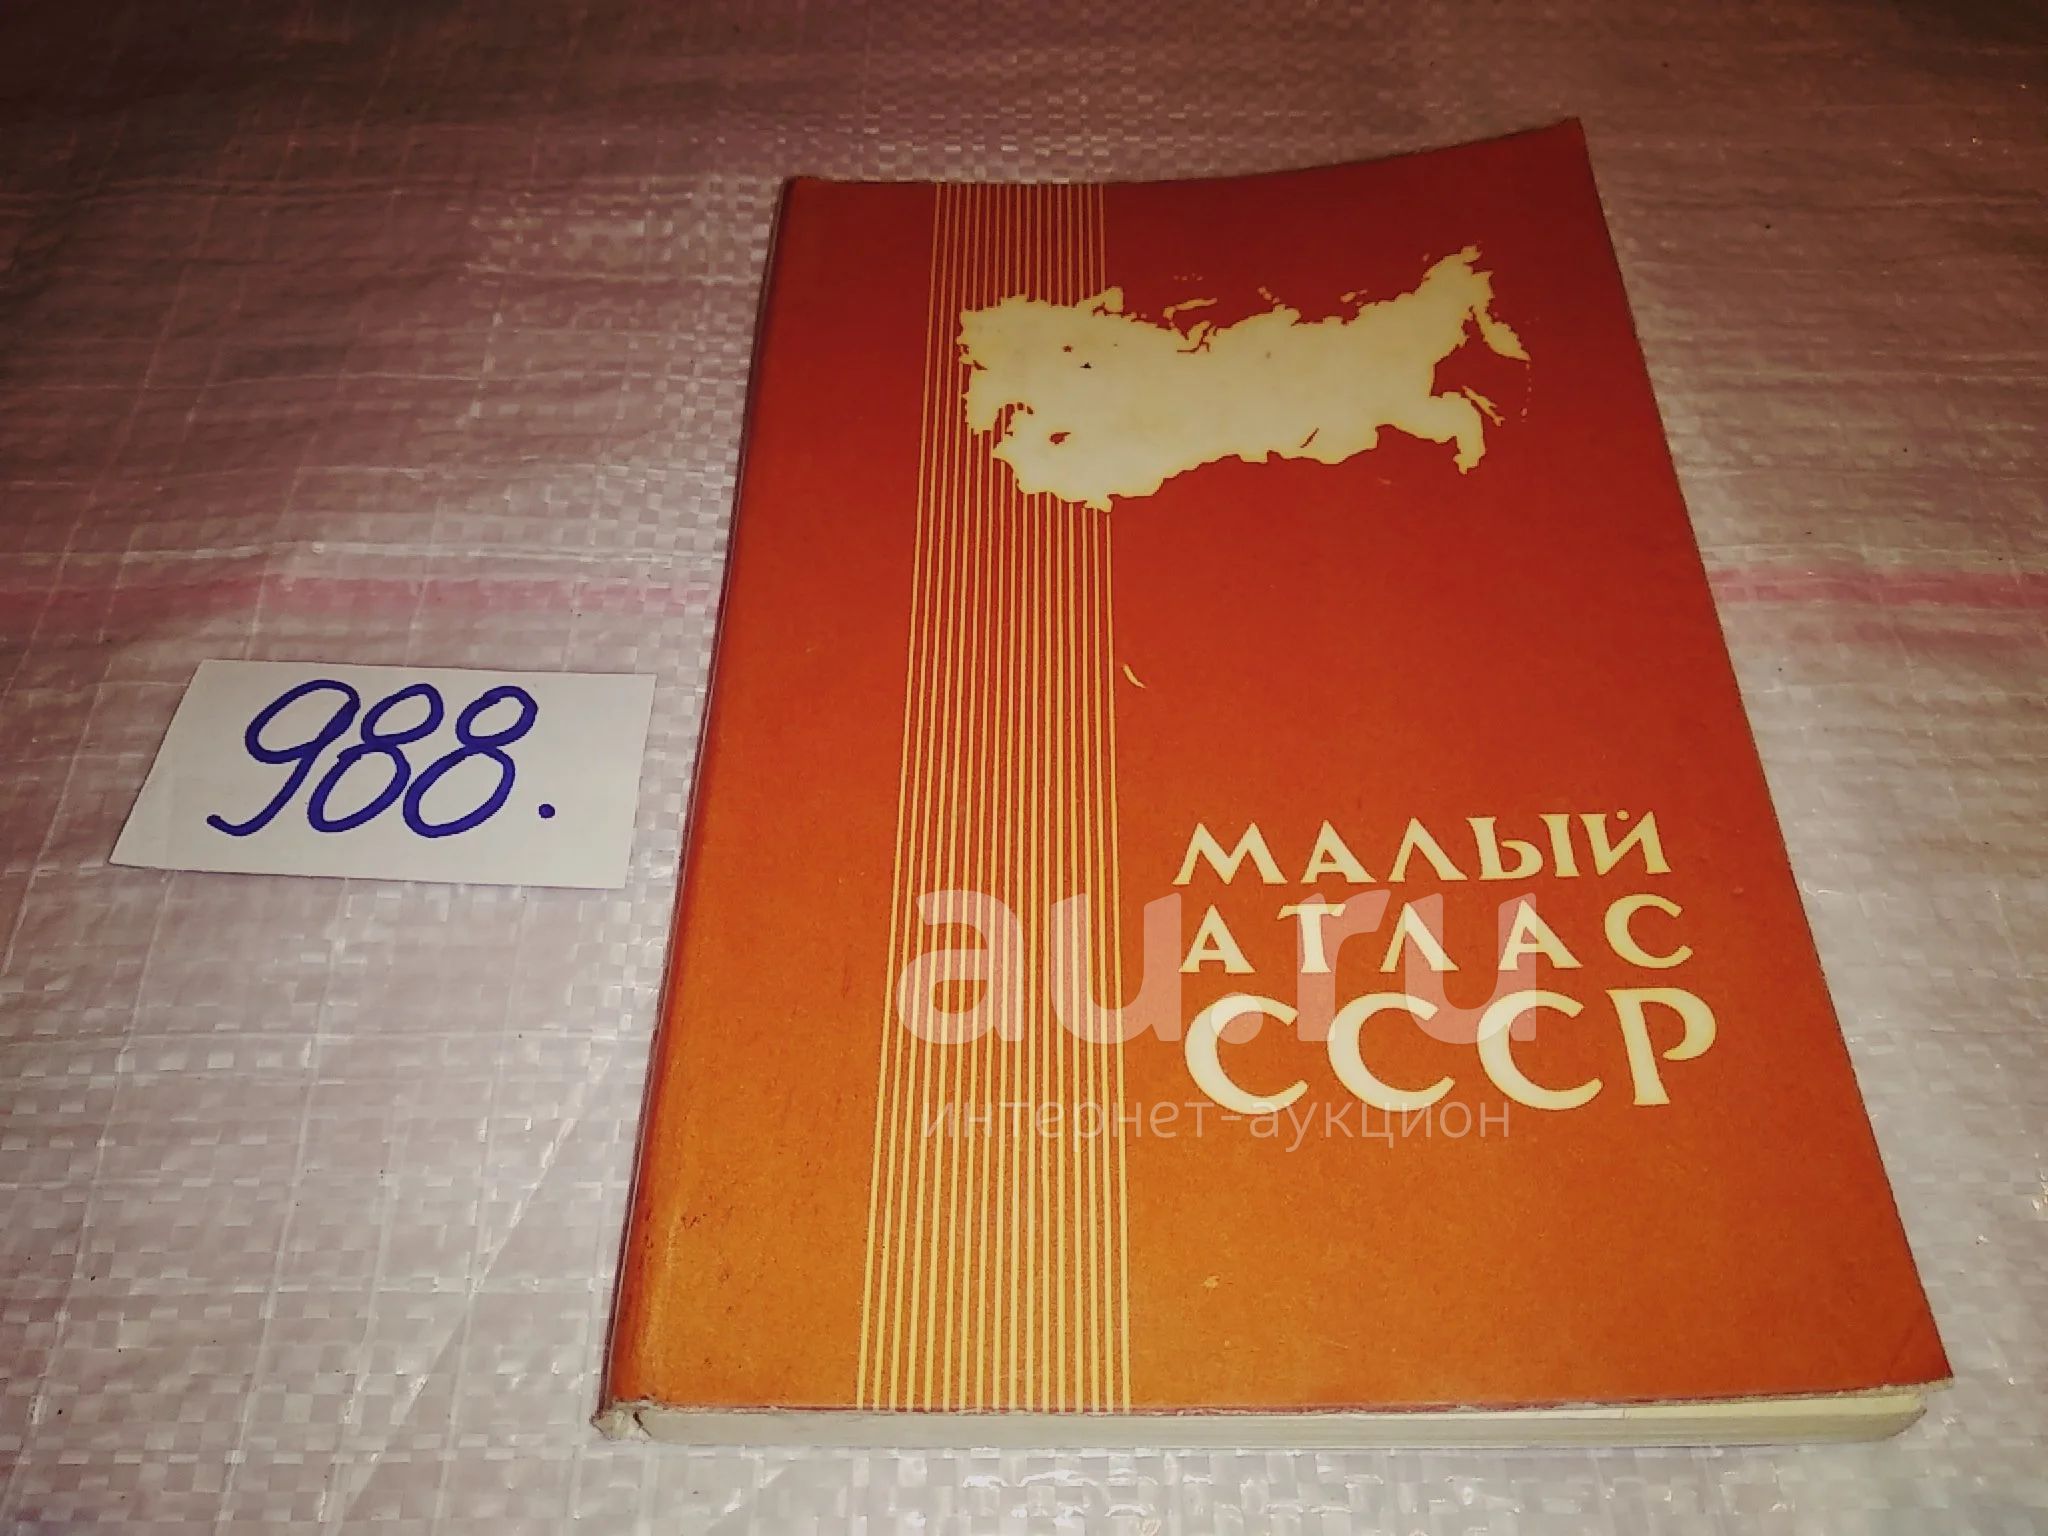 988.
МАЛЫЙ
АТЛАС
СССР
au.ru
интернет-аукцион